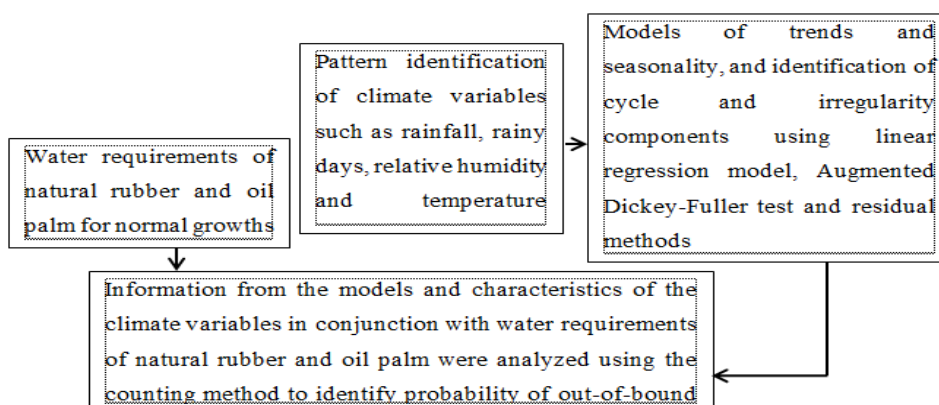 Water requirements of
natural rubber and oil
palm for normal growths
Pattern identification
of climate variables
such as rainfall, rainy
days, relative humidity
and temperature
Models of trends and
seasonality, and identification of
cycle and irregularity
components using linear
regression model, Augmented
Dickey-Fuller test and residual
methods
Information from the models and characteristics of the
climate variables in conjunction with water requirements
of natural rubber and oil palm were analyzed using the
counting method to identify probability of out-of-bound